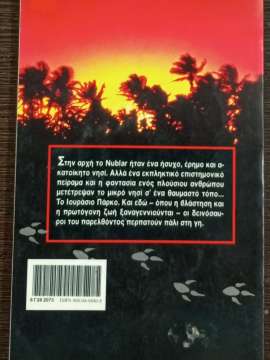 Στην αρχή το Nublar ήταν ένα ήσυχο, έρημο και α-
κατοίκητο νησί. Αλλά ένα εκπληκτικό επιστημονικό
πείραμα και η φαντασία ενός πλούσιου ανθρώπου
μετέτρεψαν το μικρό νησί σ' ένα θαυμαστό τόπο...
Το Ιουράσιο Πάρκο. Και εδώ – όπου η βλάστηση
και η πρωτόγονη ζωή ξαναγεννιούνται – οι δεινόσαυ-
ροι του παρελθόντος περπατούν πάλι στη γη.